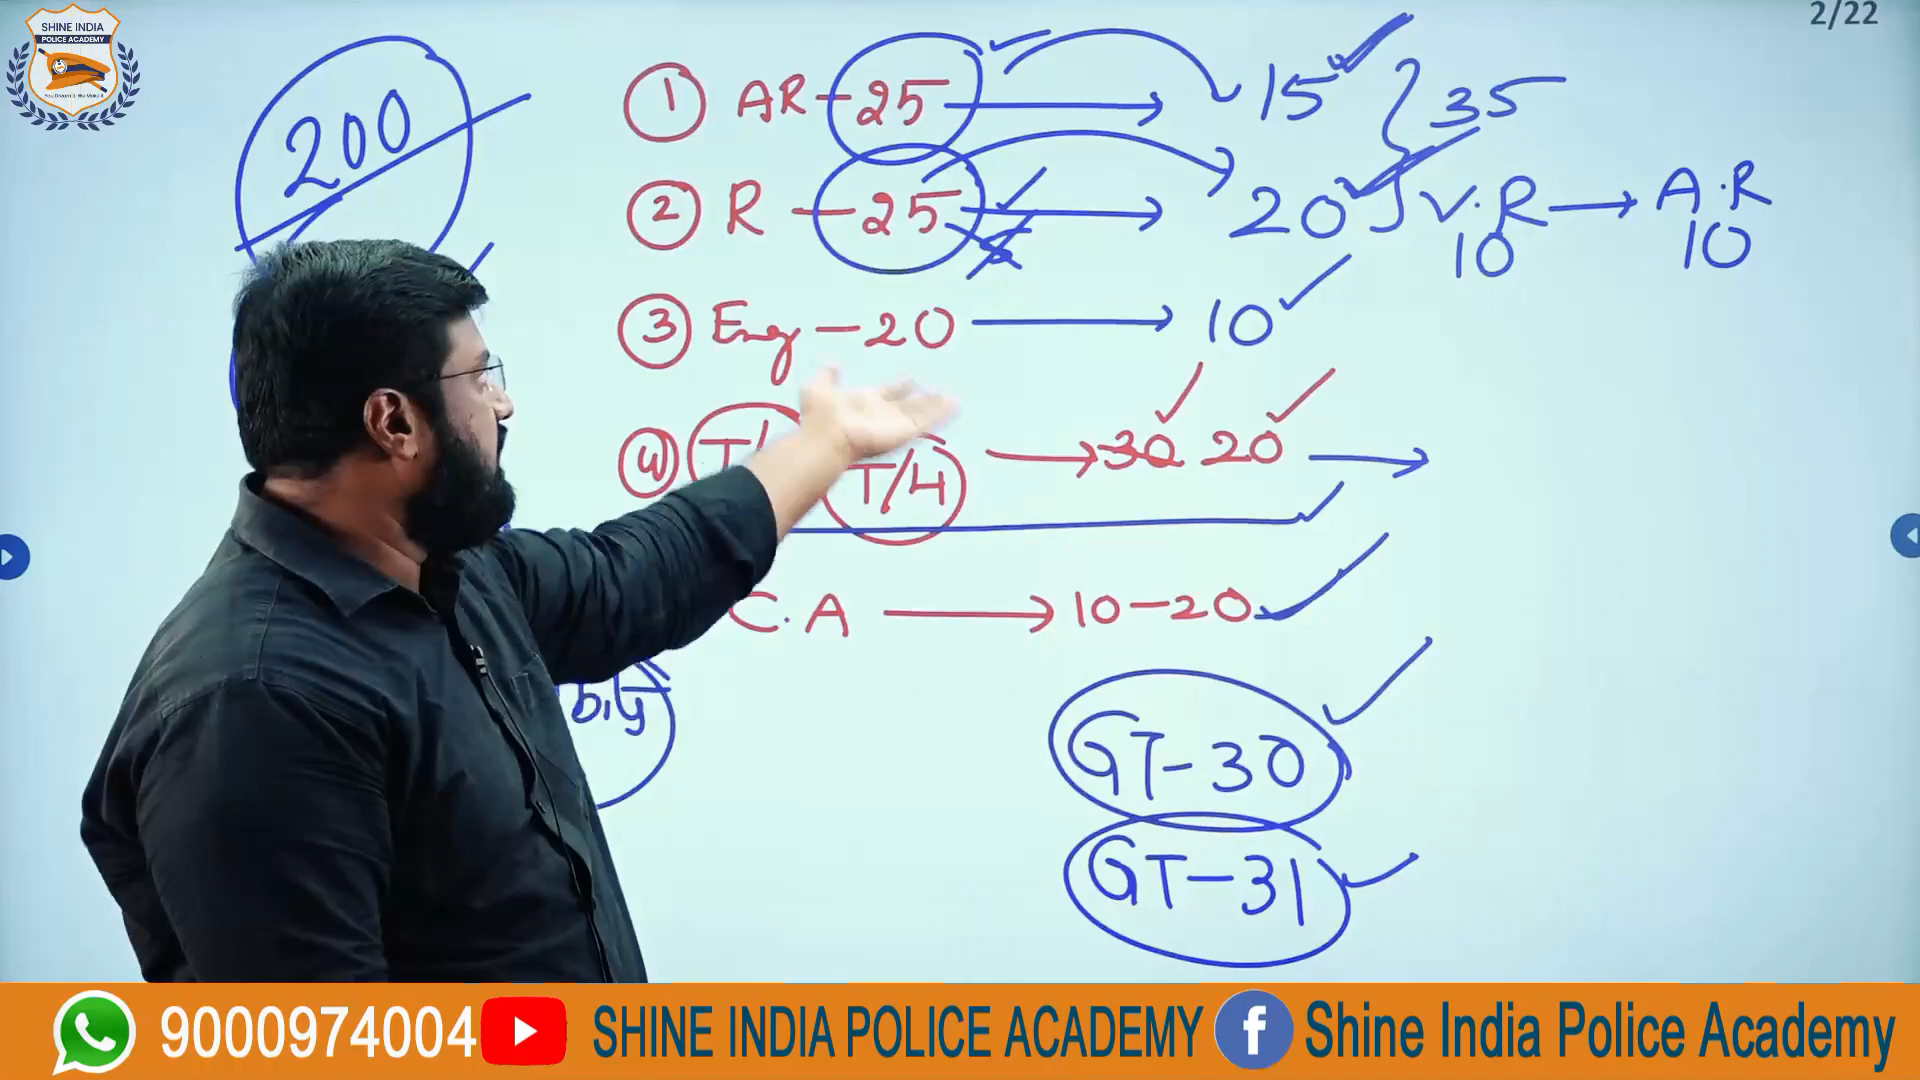 SHINE INDIA
POLICE ACADEMY
2/22
200
1 AR-25 → 15 35
2 R - 25 → 20 V.R → A.R
10 10
3 Eng - 20 → 10
4 T/ T/H → 30 20 →
C.A → 10-20
GT-30
GT-31
9000974004 SHINE INDIA POLICE ACADEMY f Shine India Police Academy